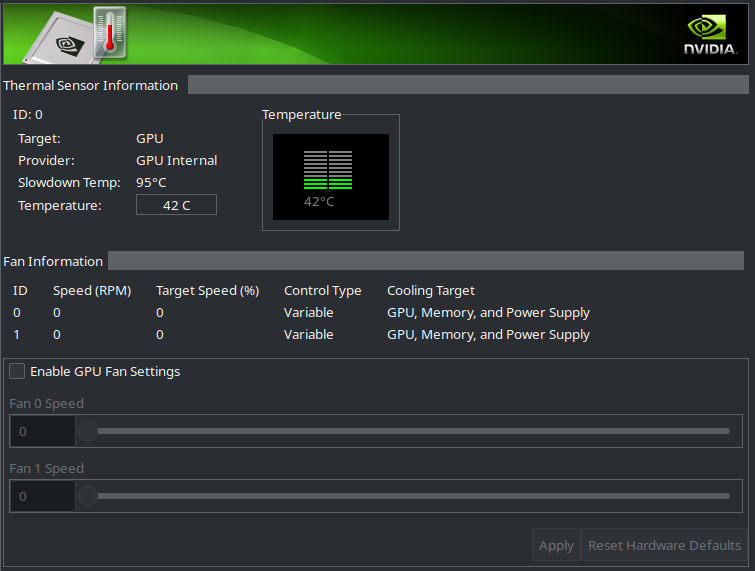 NVIDIA.
Thermal Sensor Information
ID: 0
Target: GPU
Provider: GPU Internal
Slowdown Temp: 95°C
Temperature: 42 C
Temperature
42°C
Fan Information
ID Speed (RPM) Target Speed (%) Control Type Cooling Target
0 0 0 Variable GPU, Memory, and Power Supply
1 0 0 Variable GPU, Memory, and Power Supply
Enable GPU Fan Settings
Fan 0 Speed
0
Fan 1 Speed
0
Apply Reset Hardware Defaults